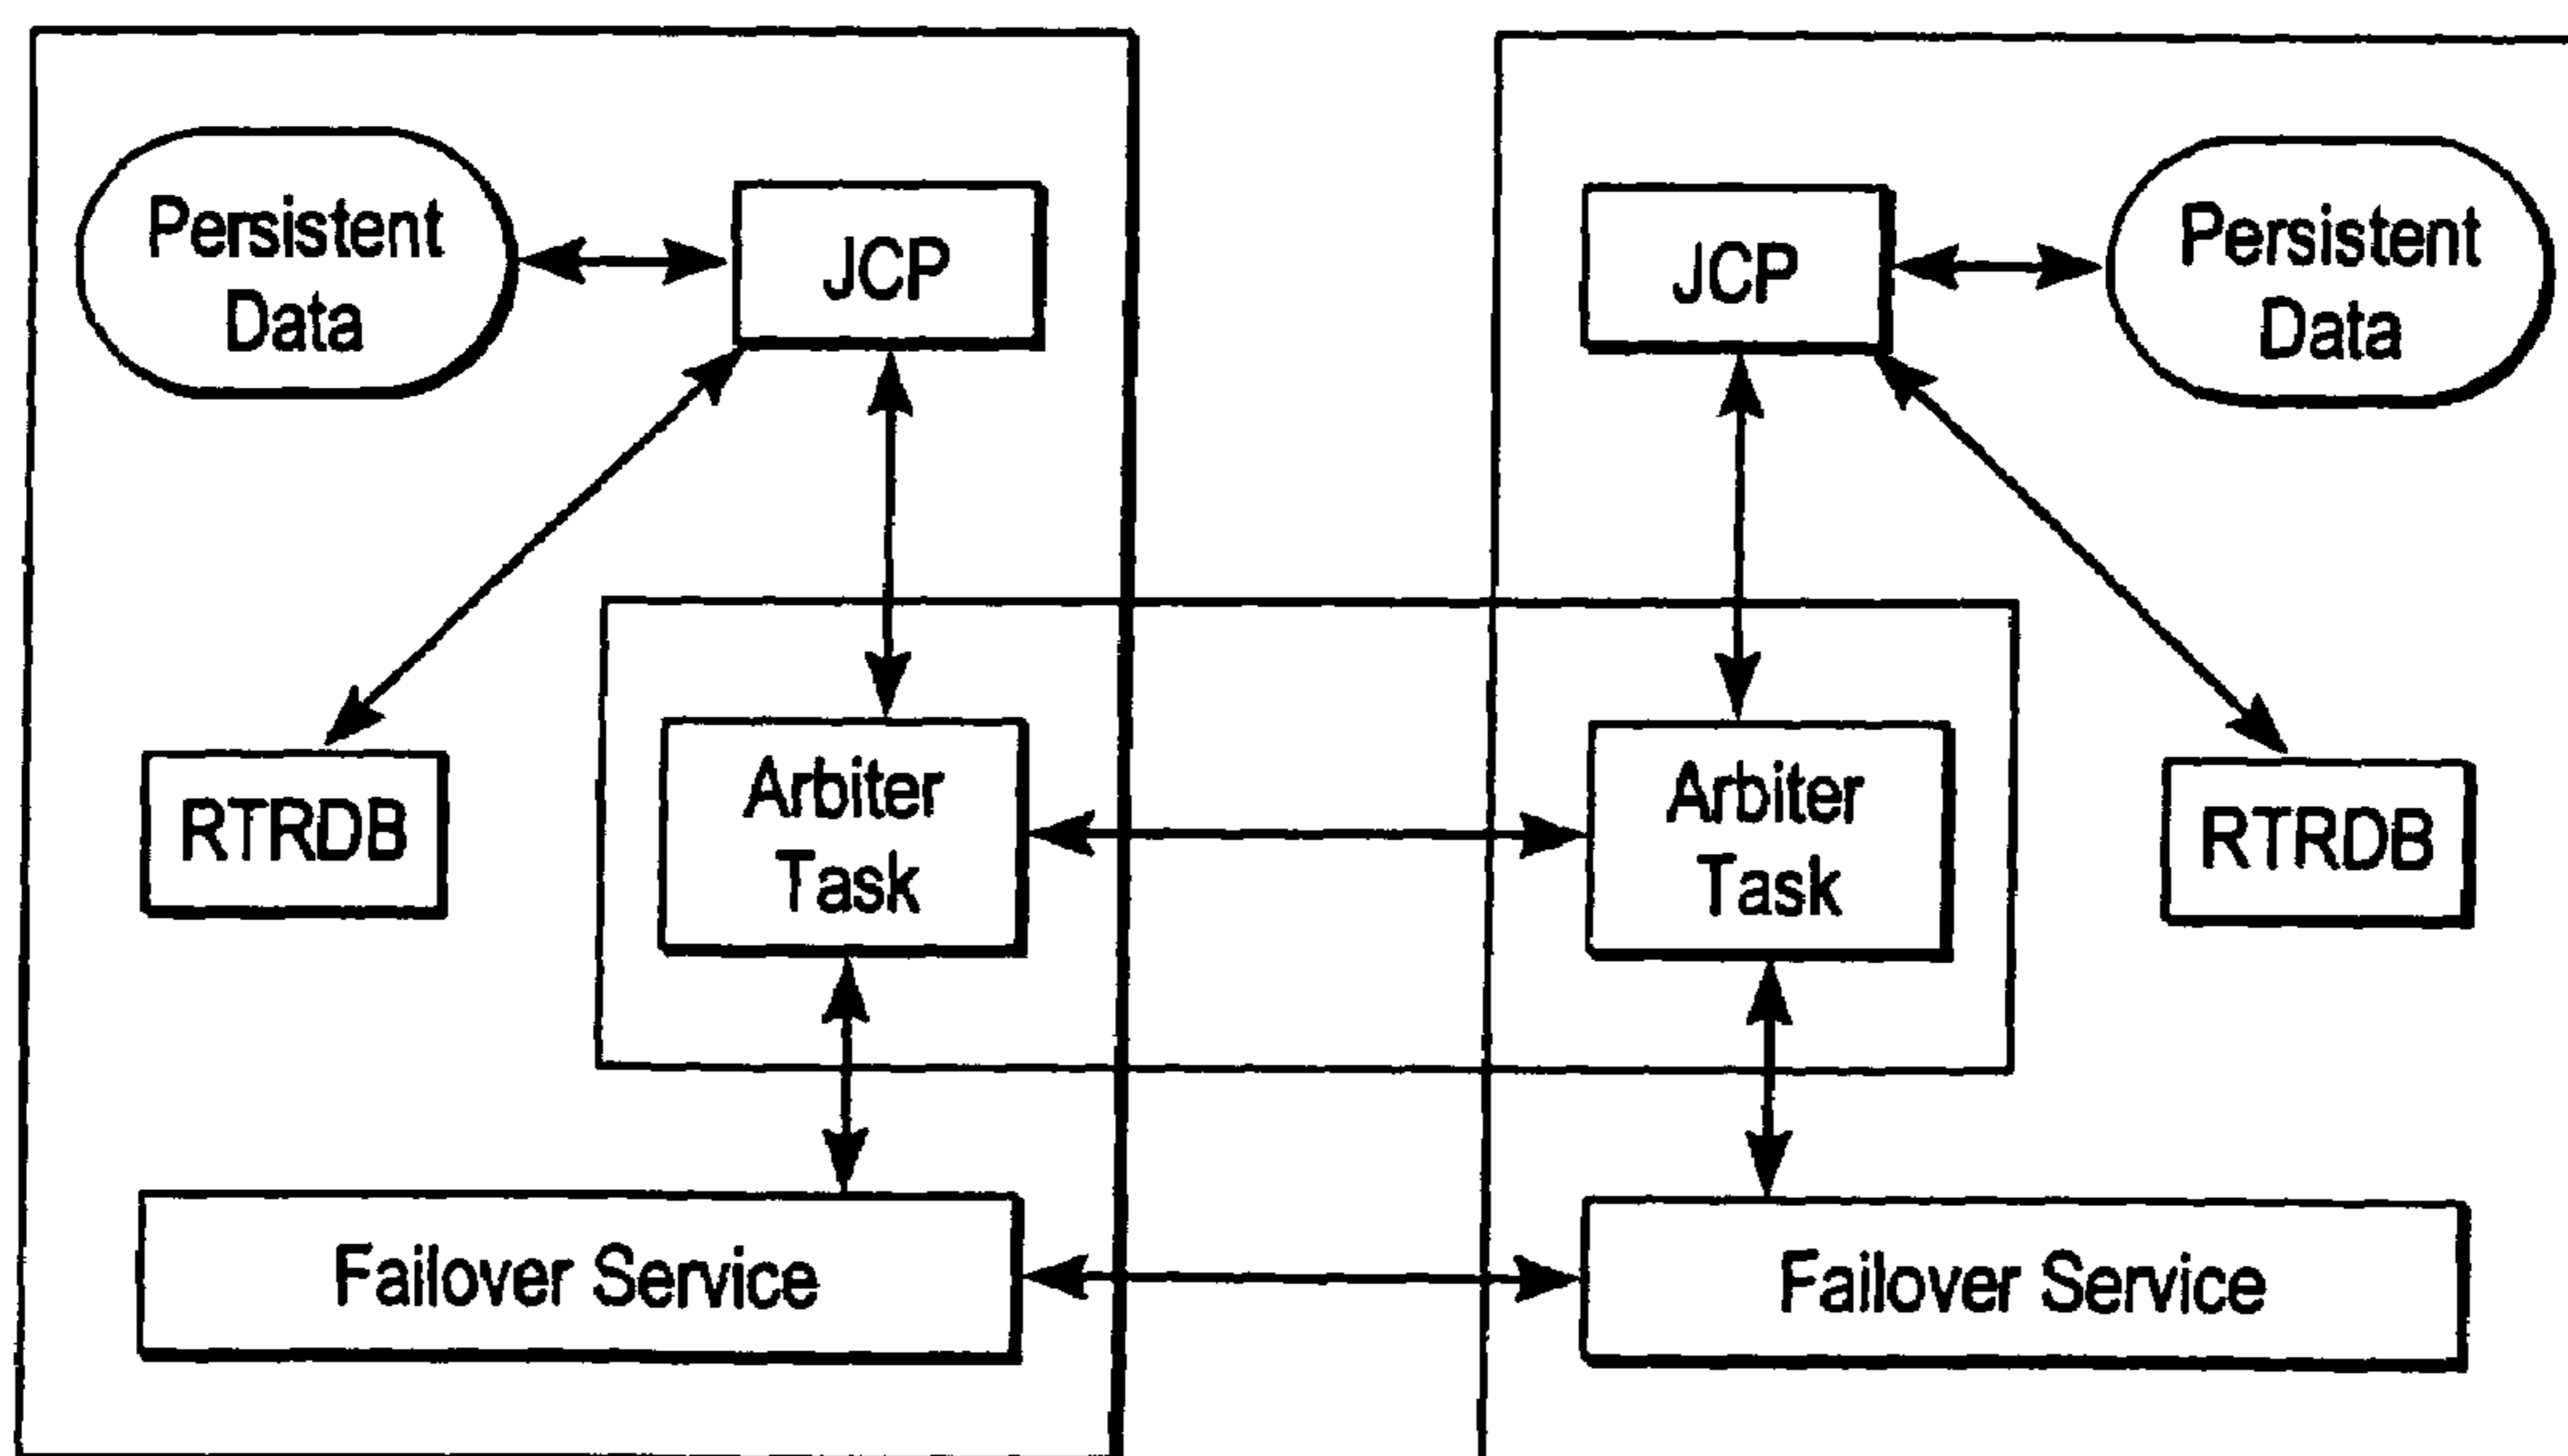 Persistent
Data
JCP
JCP
Persistent
Data
RTRDB
Arbiter
Task
Arbiter
Task
RTRDB
Failover Service
Failover Service